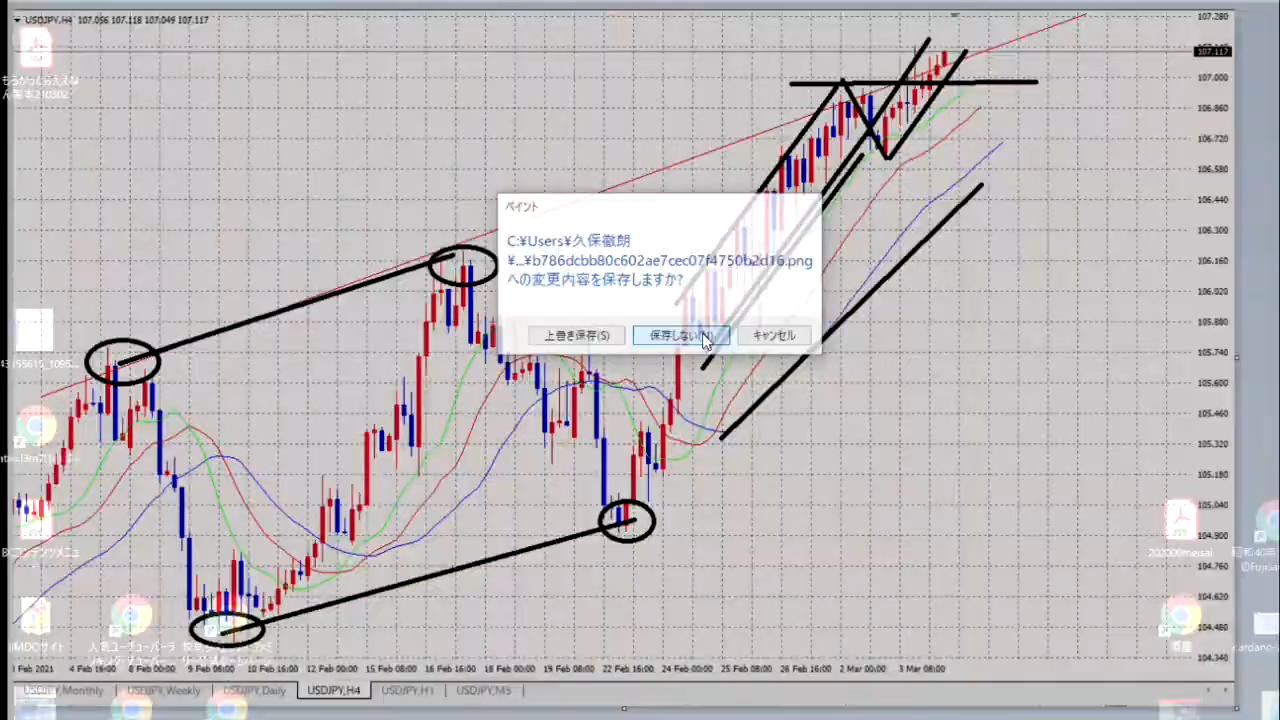 USDJPY,H4 107.056 107.118 107.049 107.117
107.280
107.117
107.000
106.860
106.720
106.580
106.440
106.300
106.160
106.020
105.880
105.740
105.600
105.460
105.320
105.180
105.040
104.900
104.760
104.620
104.480
104.340
ペイント
C:¥Users¥久保徹朗
¥...¥b786dcbb80c602ae7cec07f4750b2d16.png
への変更内容を保存しますか?
上書き保存(S)
保存しない(N)
キャンセル
202009meisai
4 Feb 16:00
8 Feb 00:00
9 Feb 08:00
10 Feb 16:00
12 Feb 00:00
15 Feb 08:00
16 Feb 16:00
18 Feb 00:00
19 Feb 08:00
22 Feb 16:00
24 Feb 00:00
25 Feb 08:00
26 Feb 16:00
2 Mar 00:00
3 Mar 08:00
USDJPY,Monthly
USDJPY,Weekly
USDJPY,Daily
USDJPY,H4
USDJPY,H1
USDJPY,M5